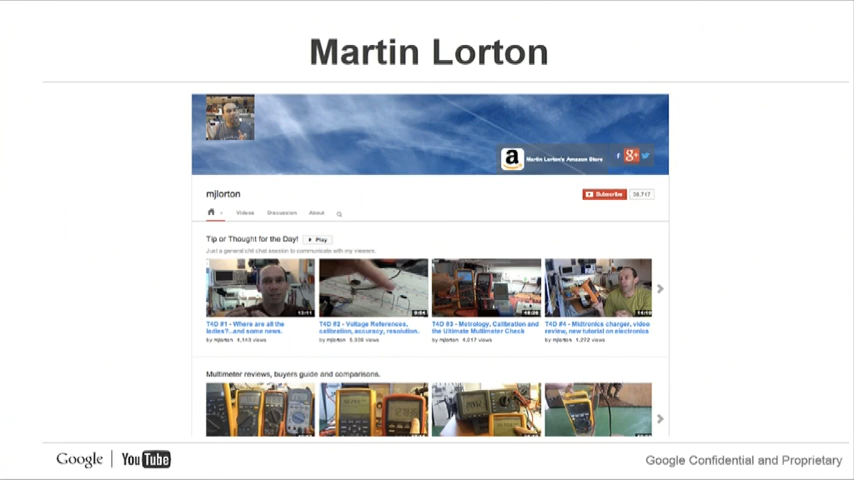 Martin Lorton
a Martin Lorton's Amazon Store f g+
mjlorton
Subscribe 38,717
Videos Discussion About
Tip or Thought for the Day! Play
Just a general chit chat session to communicate with my viewers.
13:11
T4D #1 - Where are all the
ladies?..and some news.
by mjlorton
T4D #2 - Voltage References,
calibration, accuracy, resolution.
by mjlorton
T4D #3 - Metrology, Calibration and
the Ultimate Multimeter Check
by mjlorton
T4D #4 - Midtronics charger, video
review, new tutorial on electronics
by mjlorton
Multimeter reviews, buyers guide and comparisons.
Google YouTube
Google Confidential and Proprietary